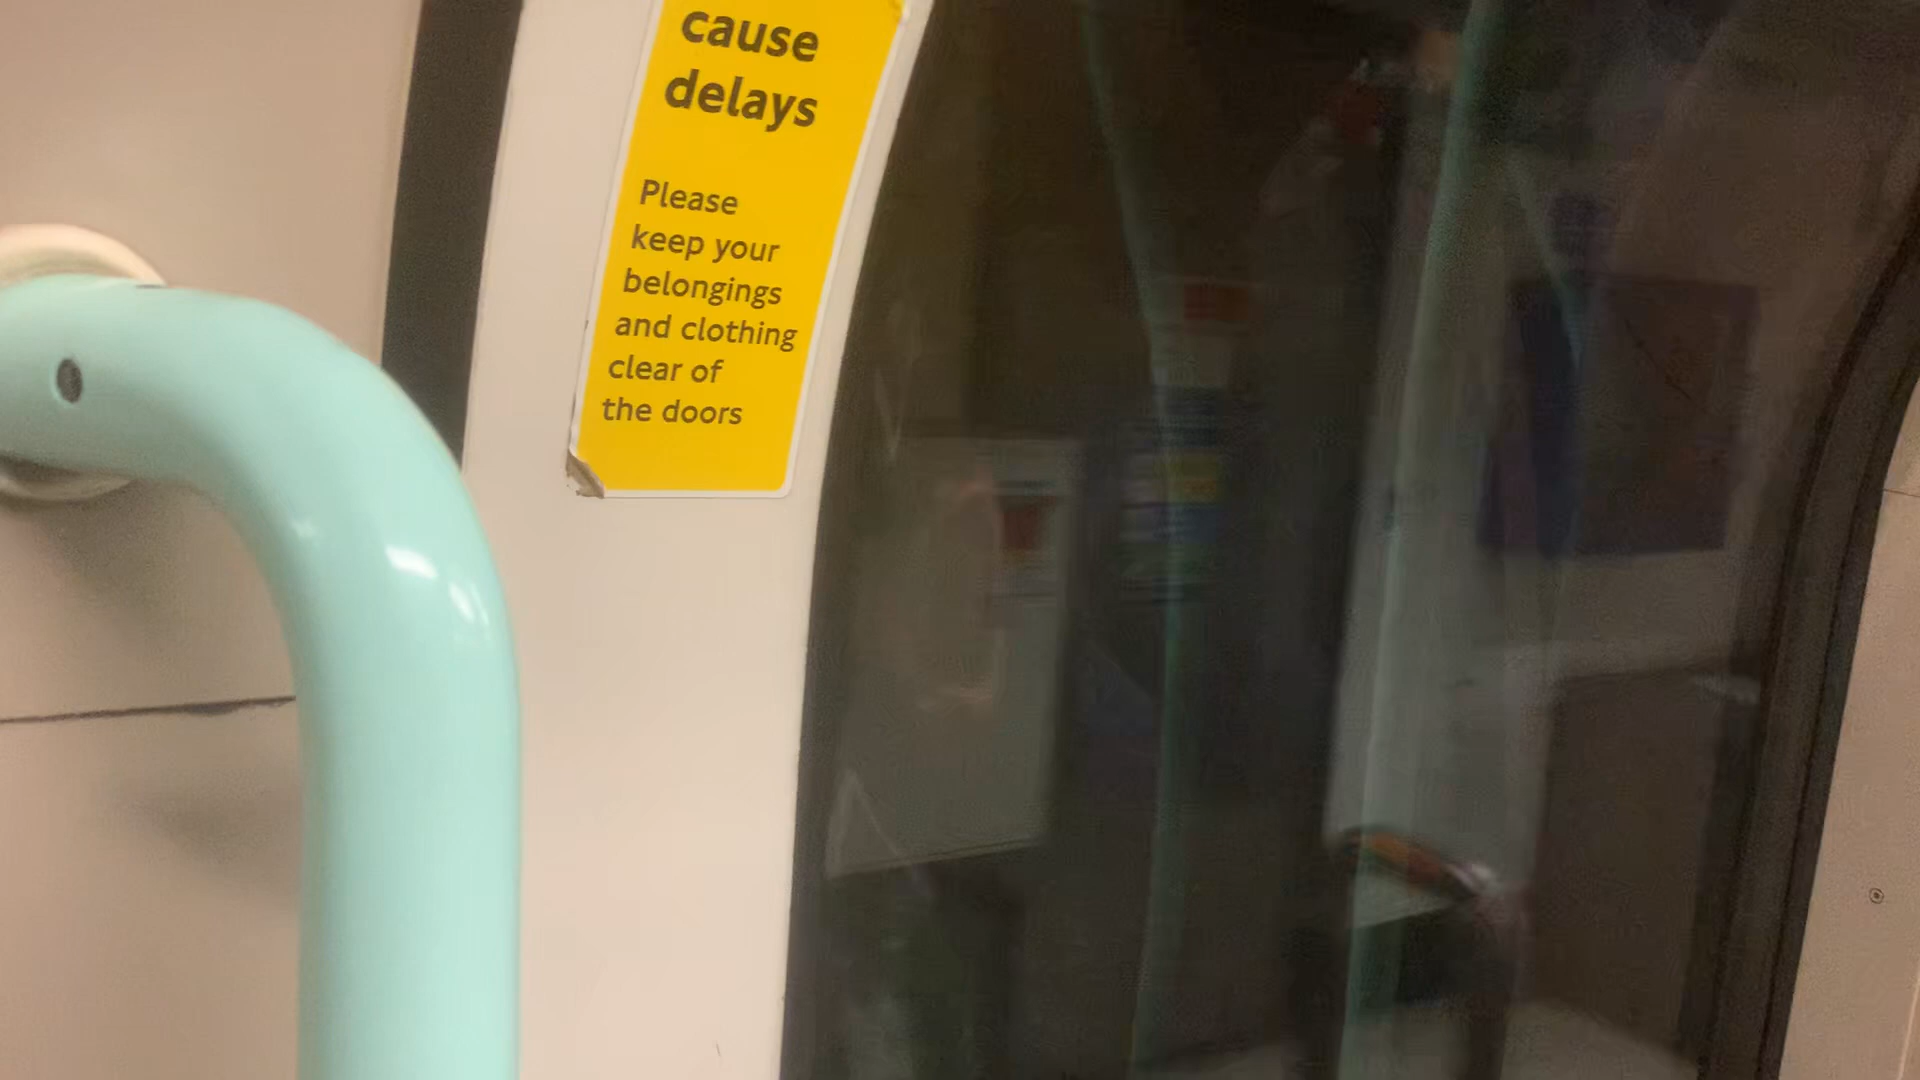 cause
delays
Please
keep your
belongings
and clothing
clear of
the doors